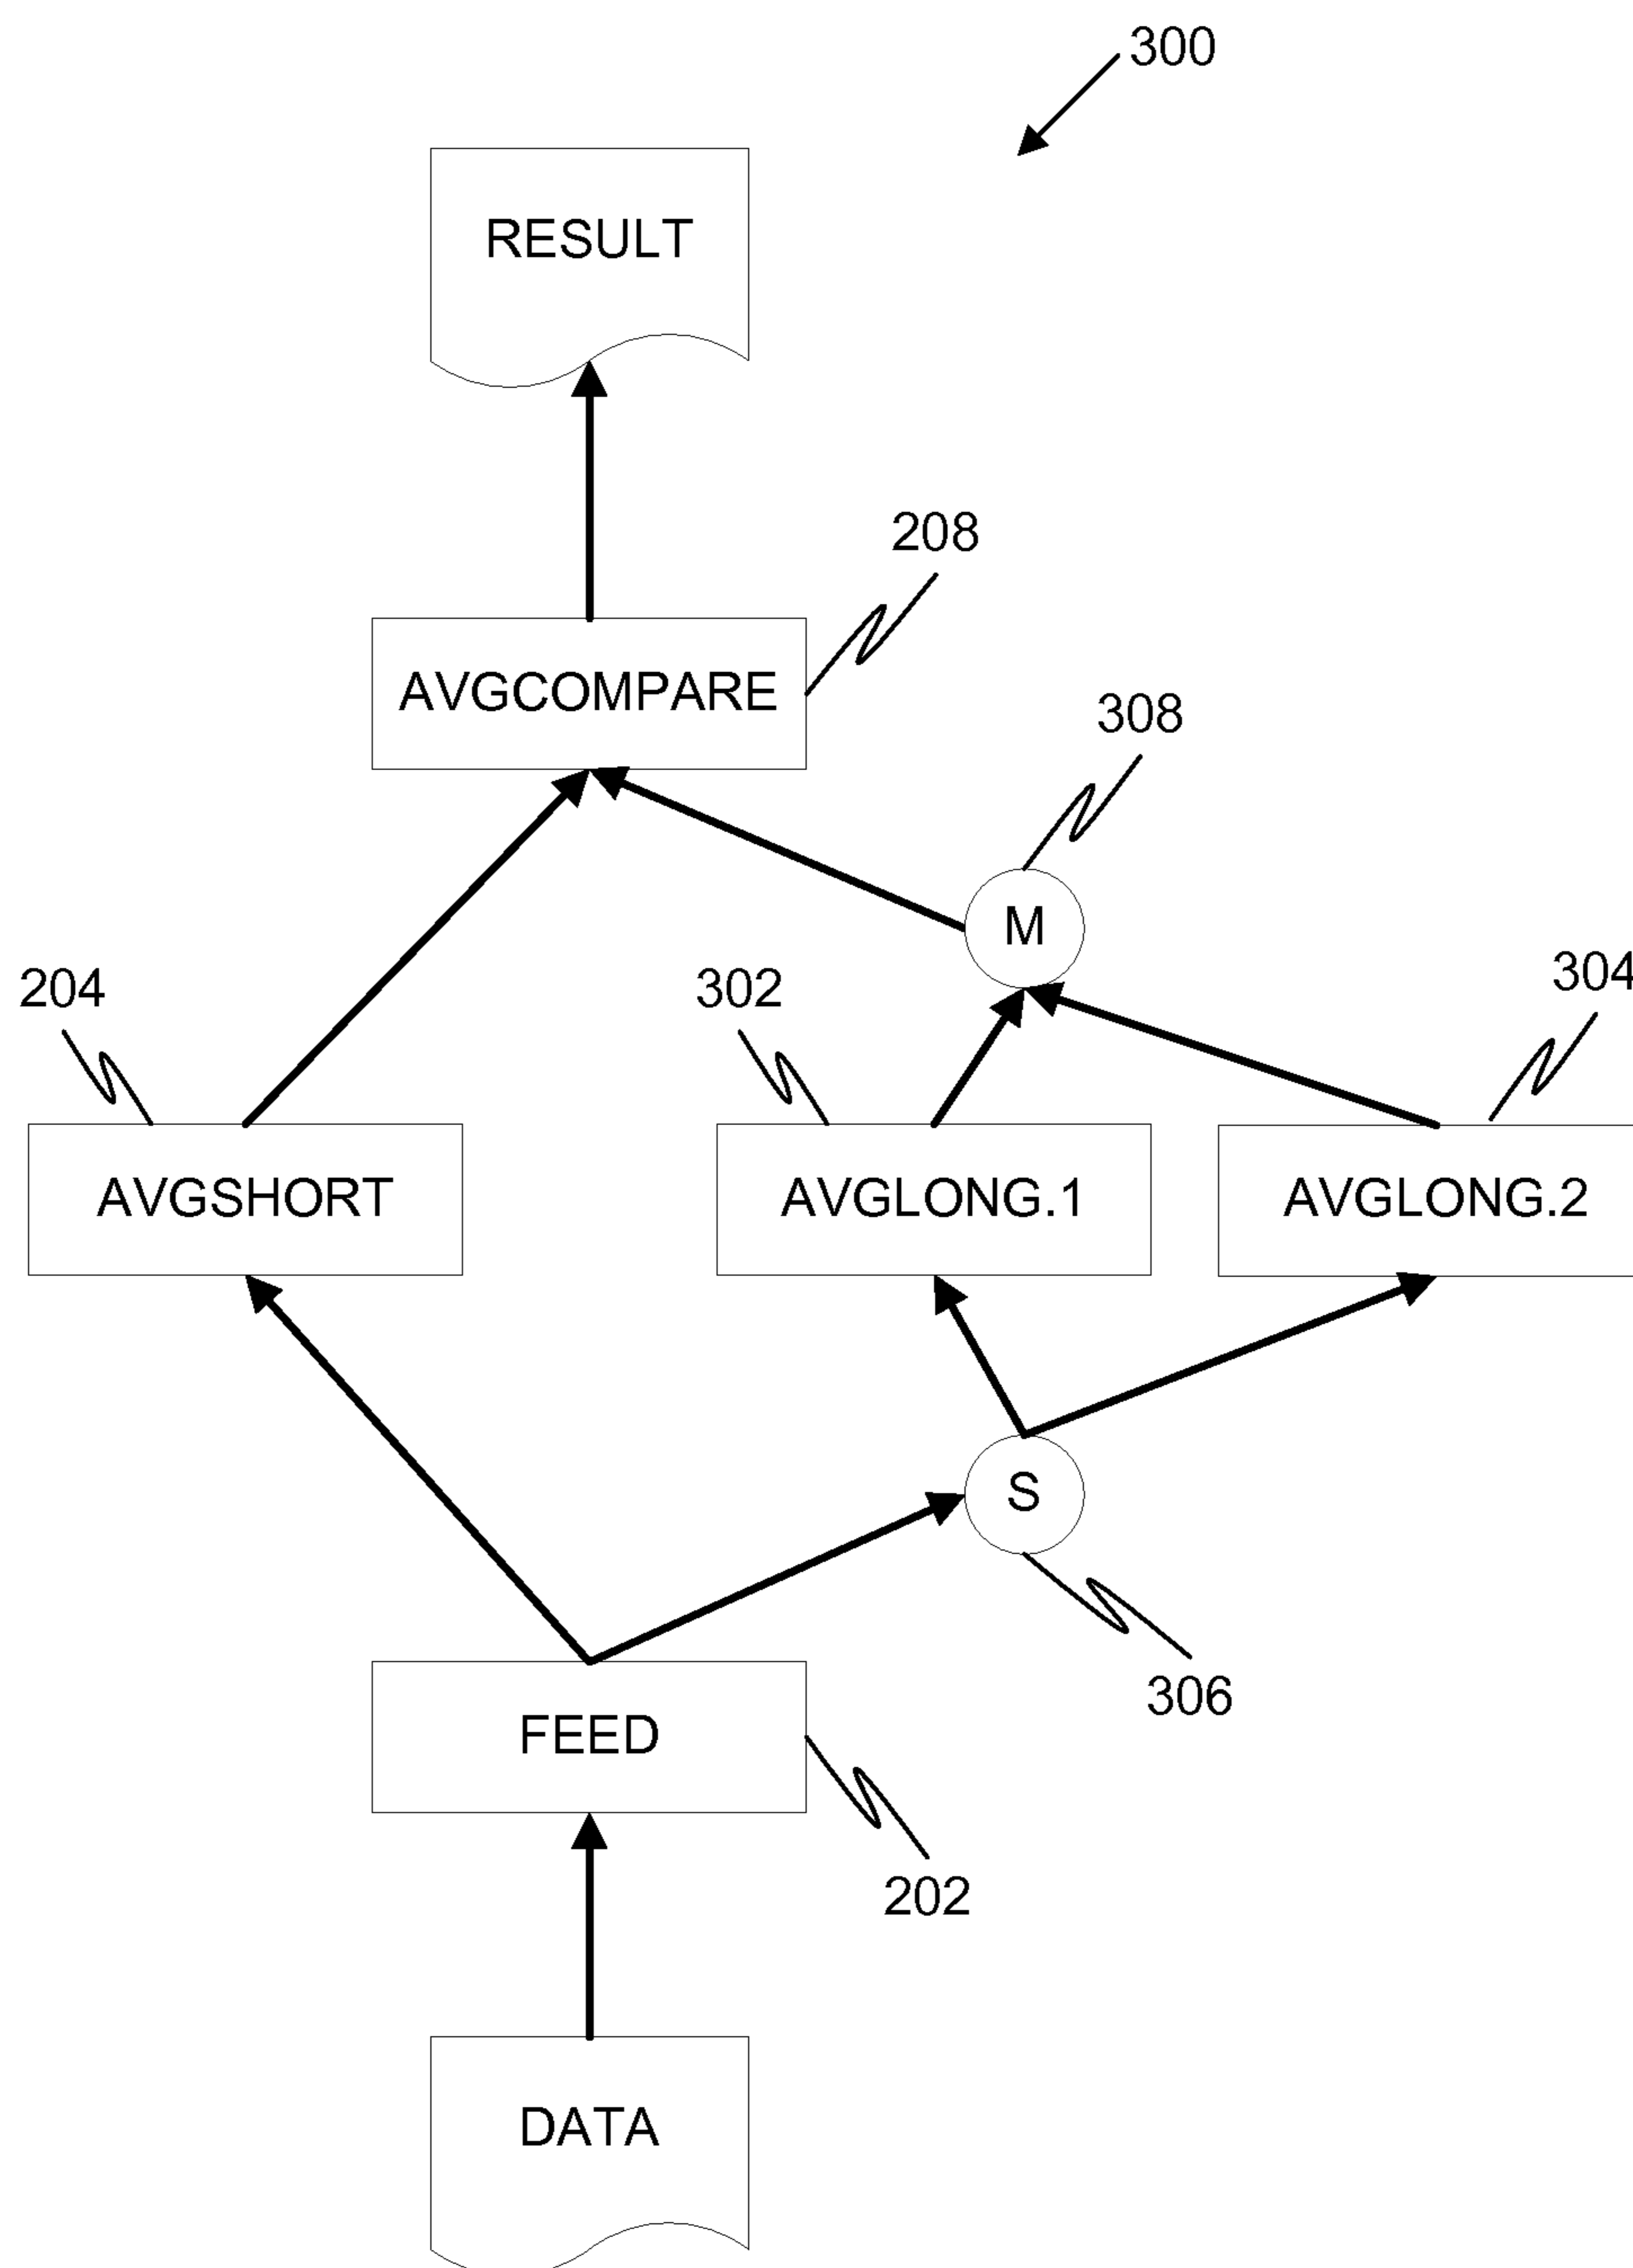 300
RESULT
208
AVGCOMPARE
308
M
204
302
304
AVGSHORT
AVGLONG.1
AVGLONG.2
S
306
FEED
202
DATA